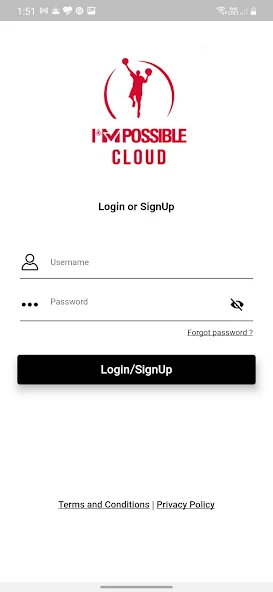 1:51
I'M POSSIBLE
CLOUD
Login or SignUp
Username
Password
Forgot password ?
Login/SignUp
Terms and Conditions | Privacy Policy